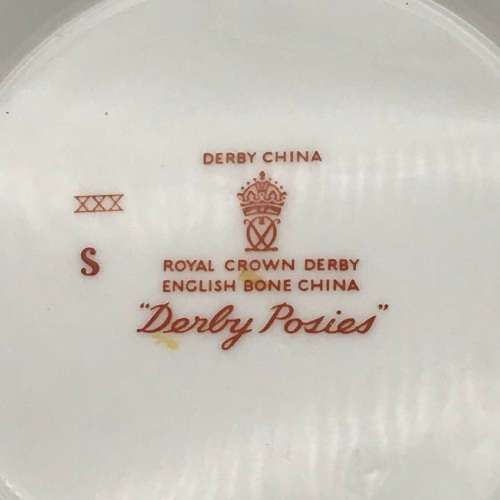 DERBY CHINA
XXX
S
ROYAL CROWN DERBY
ENGLISH BONE CHINA
"Derby Posies"